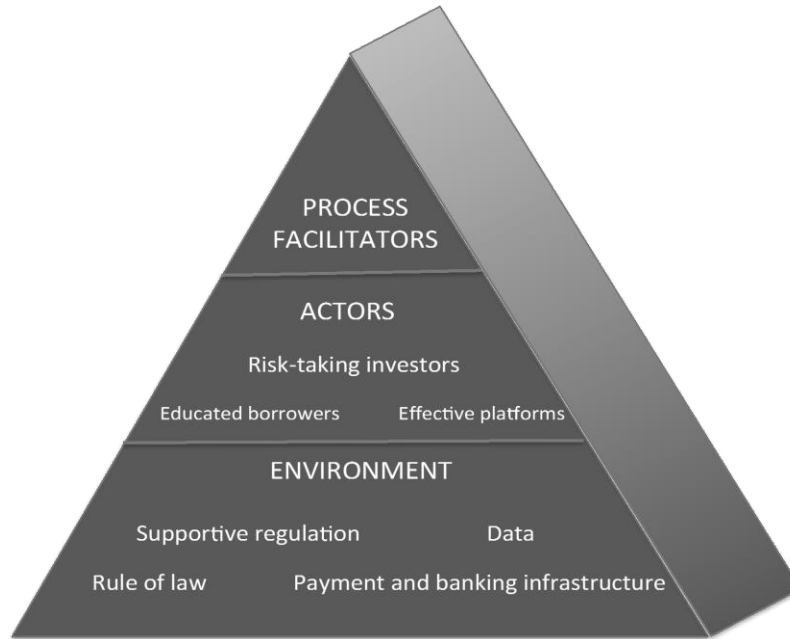 PROCESS
FACILITATORS
ACTORS
Risk-taking investors
Educated borrowers Effective platforms
ENVIRONMENT
Supportive regulation Data
Rule of law Payment and banking infrastructure